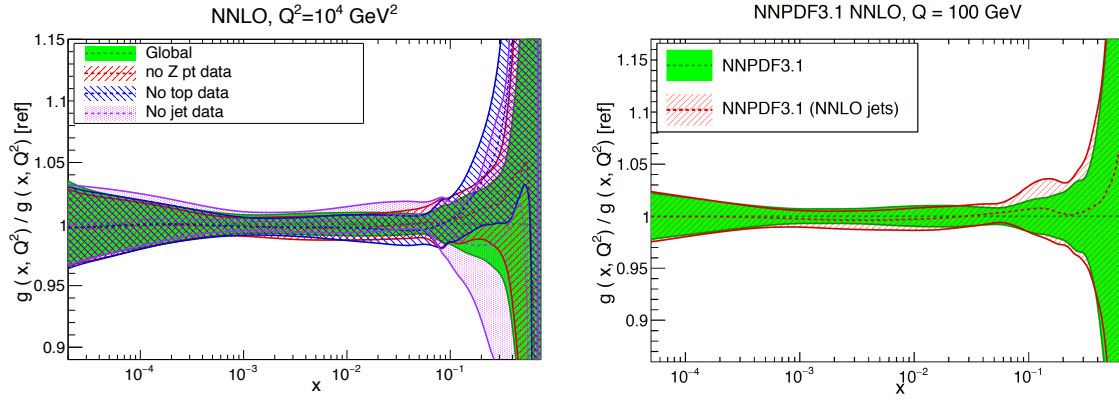 NNLO, Q²=10⁴ GeV²
g ( x, Q²) / g ( x, Q²) [ref]
1.15
1.1
1.05
1
0.95
0.9
Global
no Z pt data
No top data
No jet data
10⁻⁴ 10⁻³ 10⁻² 10⁻¹
x
NNPDF3.1 NNLO, Q = 100 GeV
g ( x, Q²) / g ( x, Q²) [ref]
1.15
1.1
1.05
1
0.95
0.9
NNPDF3.1
NNPDF3.1 (NNLO jets)
10⁻⁴ 10⁻³ 10⁻² 10⁻¹
x